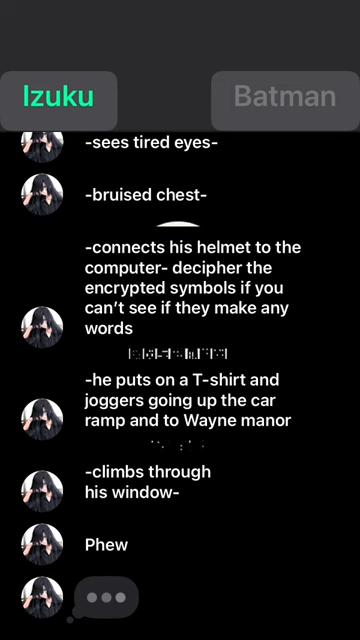 Izuku
Batman
-sees tired eyes-
-bruised chest-
-connects his helmet to the
computer- decipher the
encrypted symbols if you
can’t see if they make any
words
-he puts on a T-shirt and
joggers going up the car
ramp and to Wayne manor
-climbs through
his window-
Phew